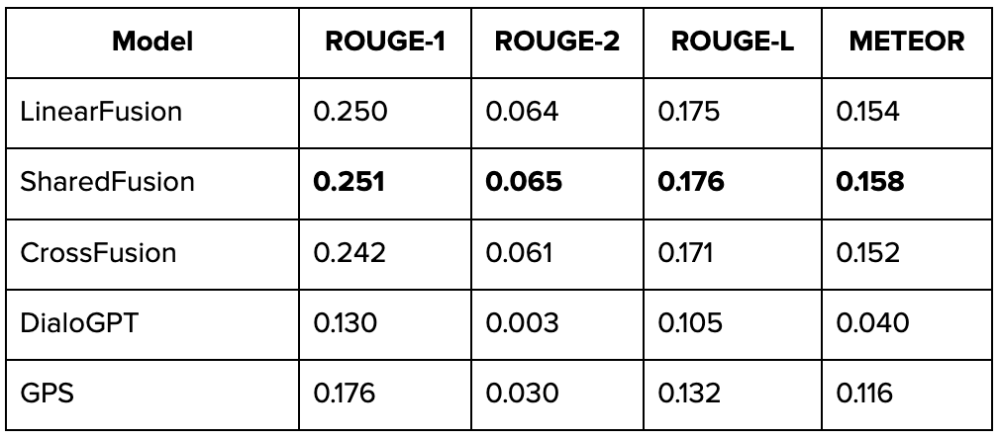 Model ROUGE-1 ROUGE-2 ROUGE-L METEOR
LinearFusion 0.250 0.064 0.175 0.154
SharedFusion 0.251 0.065 0.176 0.158
CrossFusion 0.242 0.061 0.171 0.152
DialoGPT 0.130 0.003 0.105 0.040
GPS 0.176 0.030 0.132 0.116